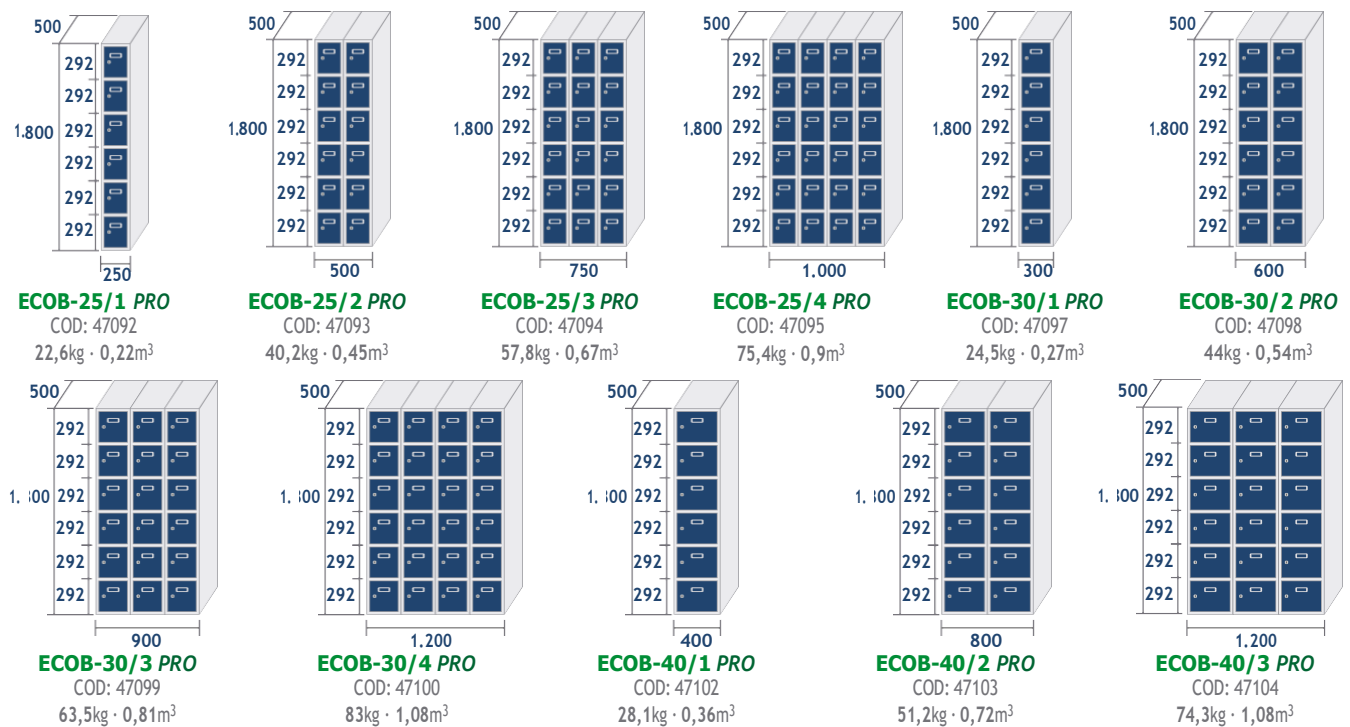 500
292
292
292
292
292
292
1.800
250
ECOB-25/1 PRO
COD: 47092
22,6kg · 0,22m³
500
292
292
292
292
292
292
1.800
500
ECOB-25/2 PRO
COD: 47093
40,2kg · 0,45m³
500
292
292
292
292
292
292
1.800
750
ECOB-25/3 PRO
COD: 47094
57,8kg · 0,67m³
500
292
292
292
292
292
292
1.800
1.000
ECOB-25/4 PRO
COD: 47095
75,4kg · 0,9m³
500
292
292
292
292
292
292
1.800
300
ECOB-30/1 PRO
COD: 47097
24,5kg · 0,27m³
500
292
292
292
292
292
292
1.800
600
ECOB-30/2 PRO
COD: 47098
44kg · 0,54m³
500
292
292
292
292
292
292
900
ECOB-30/3 PRO
COD: 47099
63,5kg · 0,81m³
500
292
292
292
292
292
292
1.200
ECOB-30/4 PRO
COD: 47100
83kg · 1,08m³
500
292
292
292
292
292
292
400
ECOB-40/1 PRO
COD: 47102
28,1kg · 0,36m³
500
292
292
292
292
292
292
800
ECOB-40/2 PRO
COD: 47103
51,2kg · 0,72m³
500
292
292
292
292
292
292
1.200
ECOB-40/3 PRO
COD: 47104
74,3kg · 1,08m³